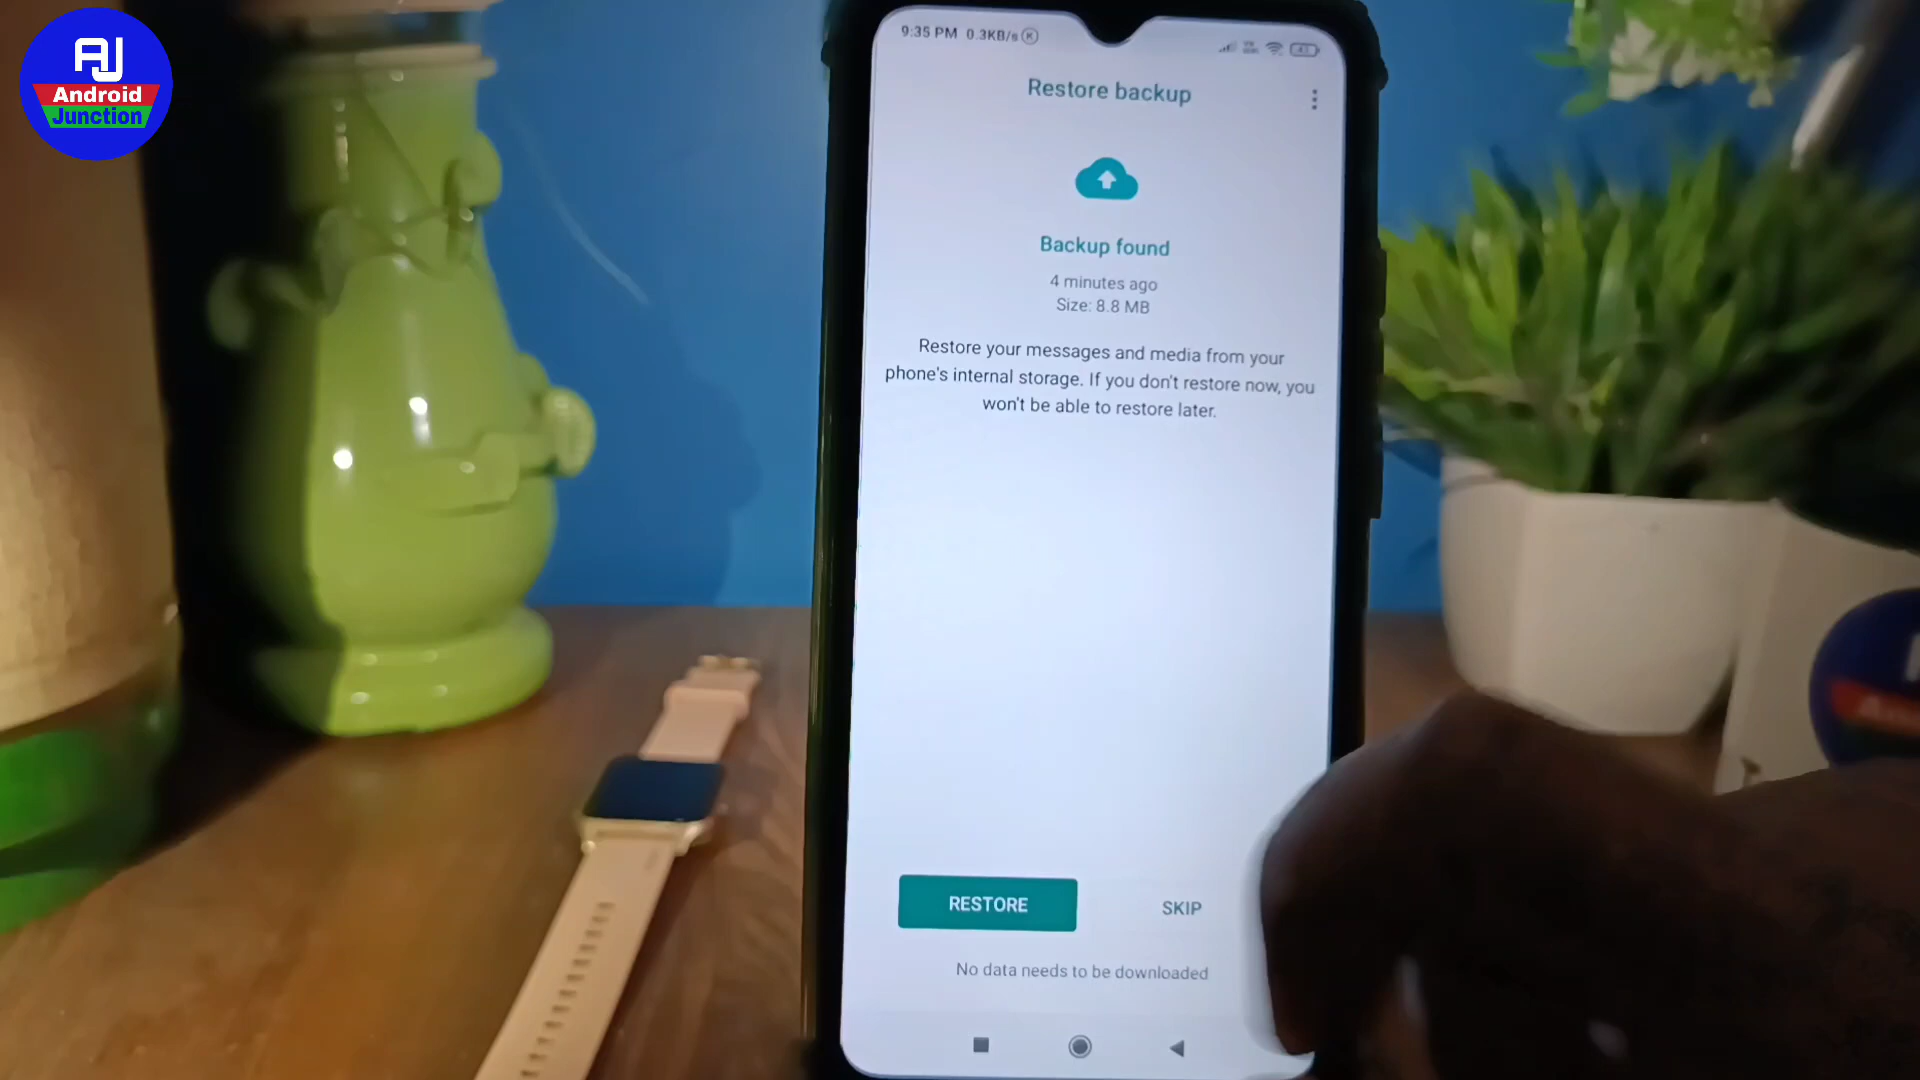 AJ
Android
Junction
9:35 PM 0.3KB/s
Restore backup
Backup found
4 minutes ago
Size: 8.8 MB
Restore your messages and media from your
phone's internal storage. If you don't restore now, you
won't be able to restore later.
RESTORE
SKIP
No data needs to be downloaded